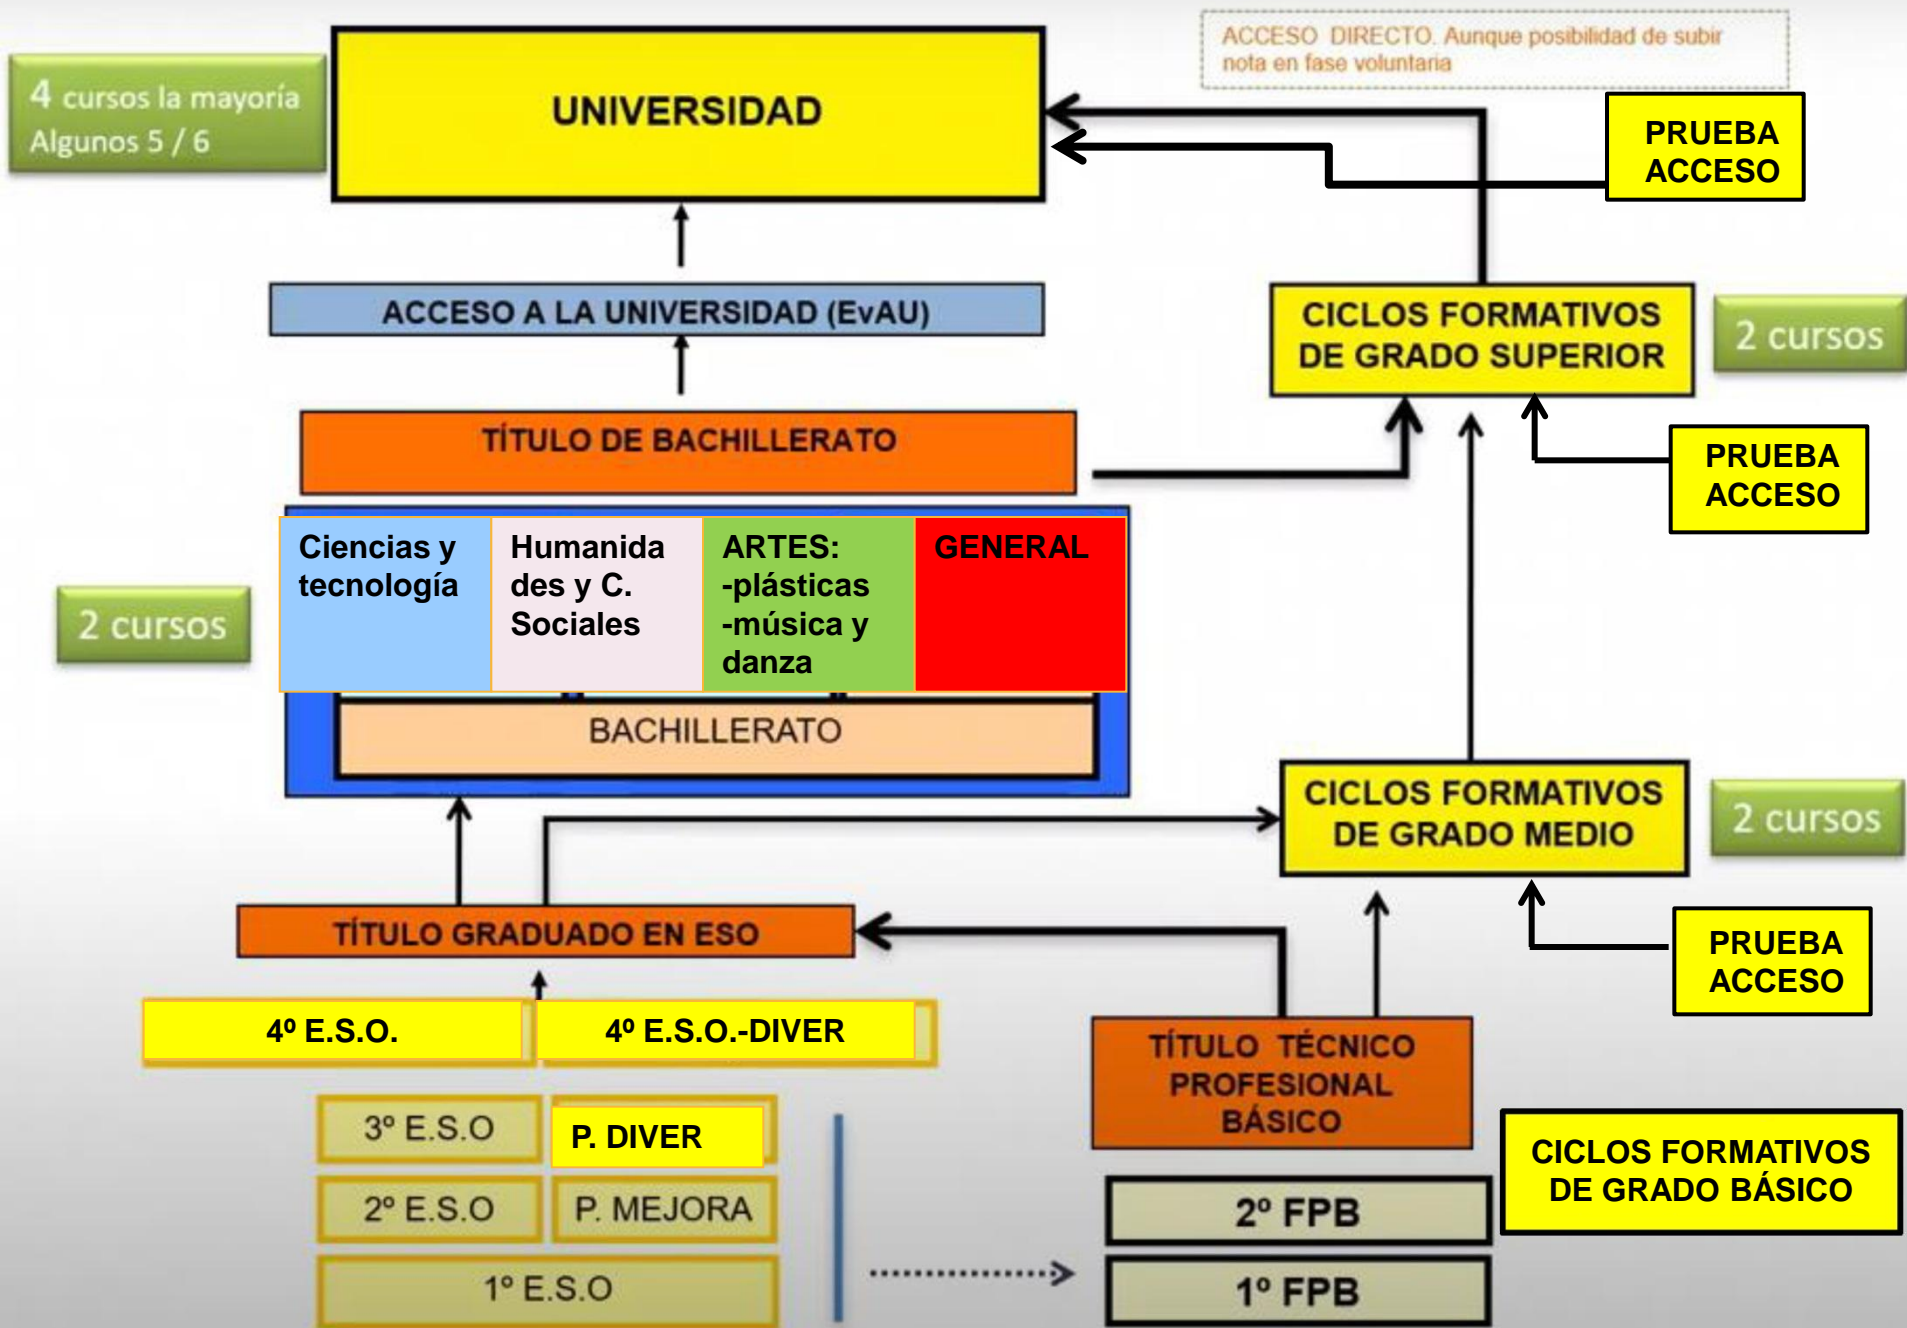 ACCESO DIRECTO. Aunque posibilidad de subir
nota en fase voluntaria
4 cursos la mayoría
Algunos 5 / 6
UNIVERSIDAD
PRUEBA
ACCESO
ACCESO A LA UNIVERSIDAD (EvAU)
CICLOS FORMATIVOS
DE GRADO SUPERIOR
2 cursos
TÍTULO DE BACHILLERATO
PRUEBA
ACCESO
2 cursos
Ciencias y
tecnología
Humanida
des y C.
Sociales
ARTES:
-plásticas
-música y
danza
GENERAL
BACHILLERATO
CICLOS FORMATIVOS
DE GRADO MEDIO
2 cursos
TÍTULO GRADUADO EN ESO
PRUEBA
ACCESO
4º E.S.O.
4º E.S.O.-DIVER
TÍTULO TÉCNICO
PROFESIONAL
BÁSICO
3º E.S.O
P. DIVER
CICLOS FORMATIVOS
DE GRADO BÁSICO
2º E.S.O
P. MEJORA
2º FPB
1º E.S.O
1º FPB